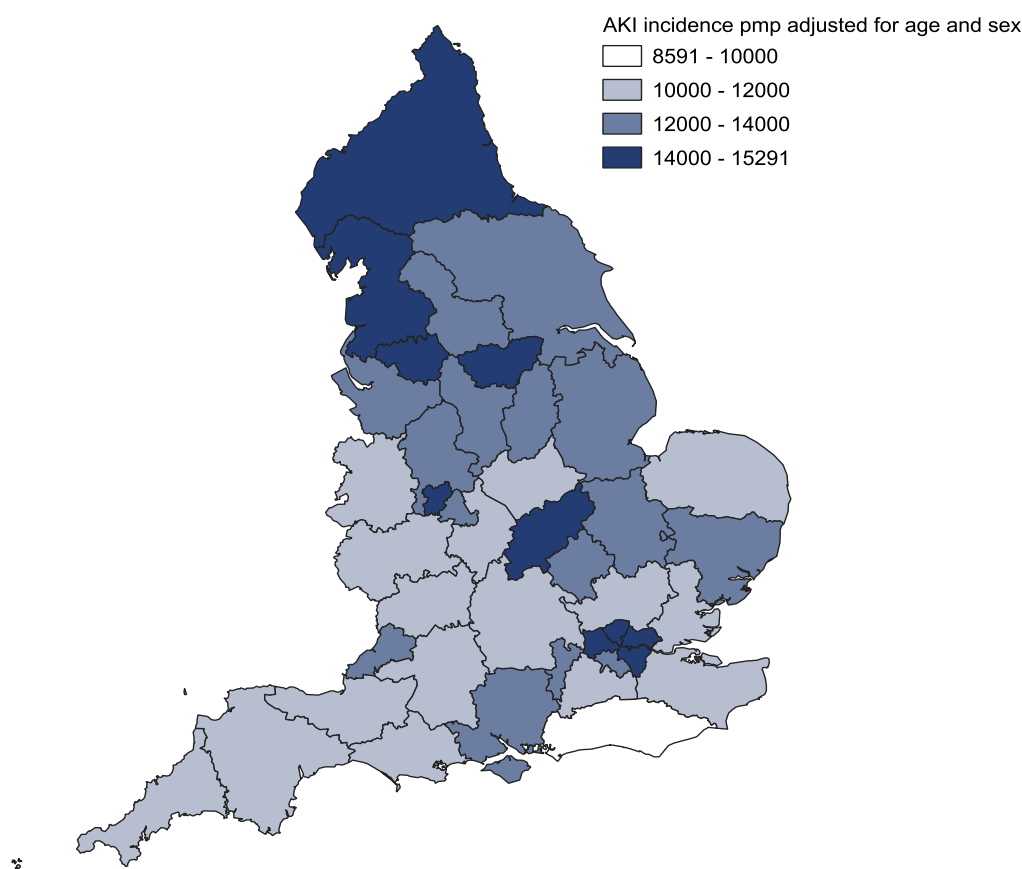 AKI incidence pmp adjusted for age and sex
8591 - 10000
10000 - 12000
12000 - 14000
14000 - 15291